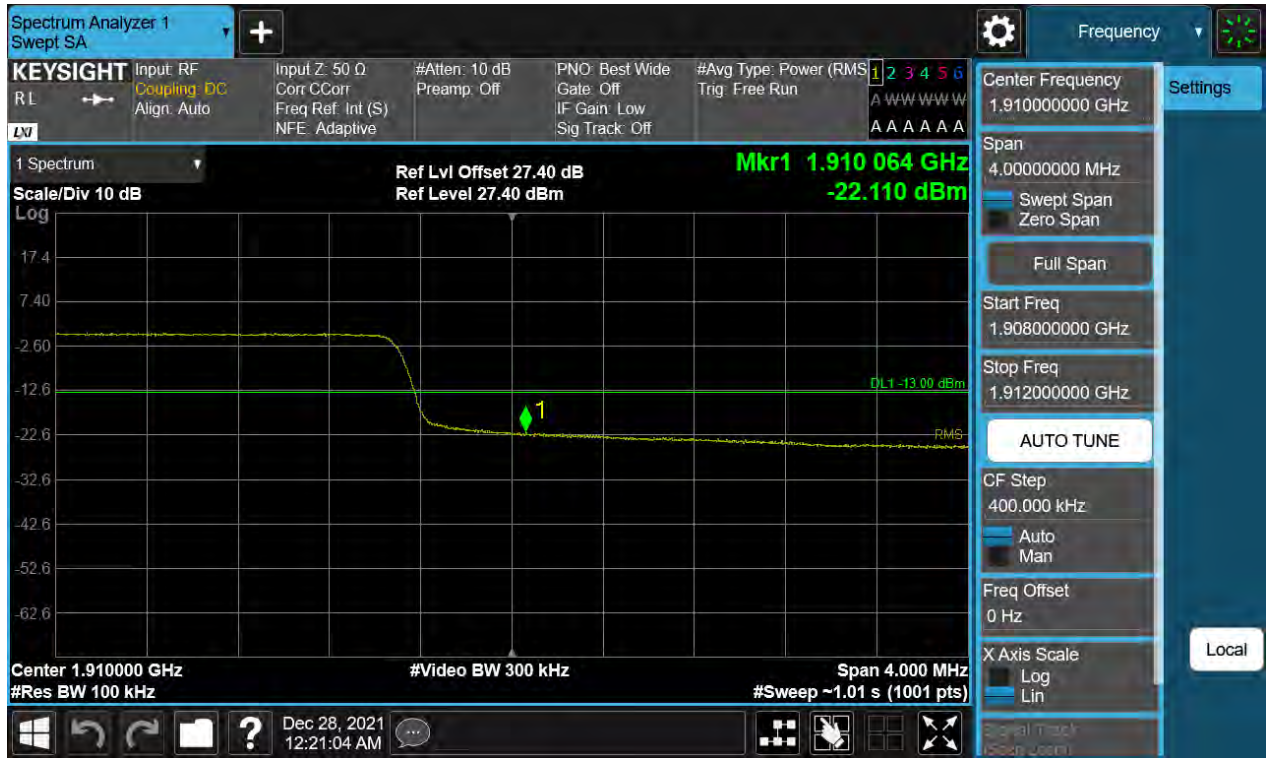 Spectrum Analyzer 1
Swept SA
Frequency
KEYSIGHT
RL
LXI
Input: RF
Coupling: DC
Align: Auto
Input Z: 50 Ω
Corr CCorr
Freq Ref: Int (S)
NFE: Adaptive
#Atten: 10 dB
Preamp: Off
PNO: Best Wide
Gate: Off
IF Gain: Low
Sig Track: Off
#Avg Type: Power (RMS
Trig: Free Run
1 2 3 4 5 6
A W W W W W
A A A A A A
1 Spectrum
Scale/Div 10 dB
Log
Ref Lvl Offset 27.40 dB
Ref Level 27.40 dBm
Mkr1 1.910 064 GHz
-22.110 dBm
17.4
7.40
-2.60
-12.6
-22.6
-32.6
-42.6
-52.6
-62.6
DL1 -13.00 dBm
1
RMS
Center 1.910000 GHz
#Res BW 100 kHz
#Video BW 300 kHz
Span 4.000 MHz
#Sweep ~1.01 s (1001 pts)
Center Frequency
1.910000000 GHz
Settings
Span
4.00000000 MHz
Swept Span
Zero Span
Full Span
Start Freq
1.908000000 GHz
Stop Freq
1.912000000 GHz
AUTO TUNE
CF Step
400.000 kHz
Auto
Man
Freq Offset
0 Hz
X Axis Scale
Log
Lin
Signal Track
(Span Zoom)
Local
?
Dec 28, 2021
12:21:04 AM